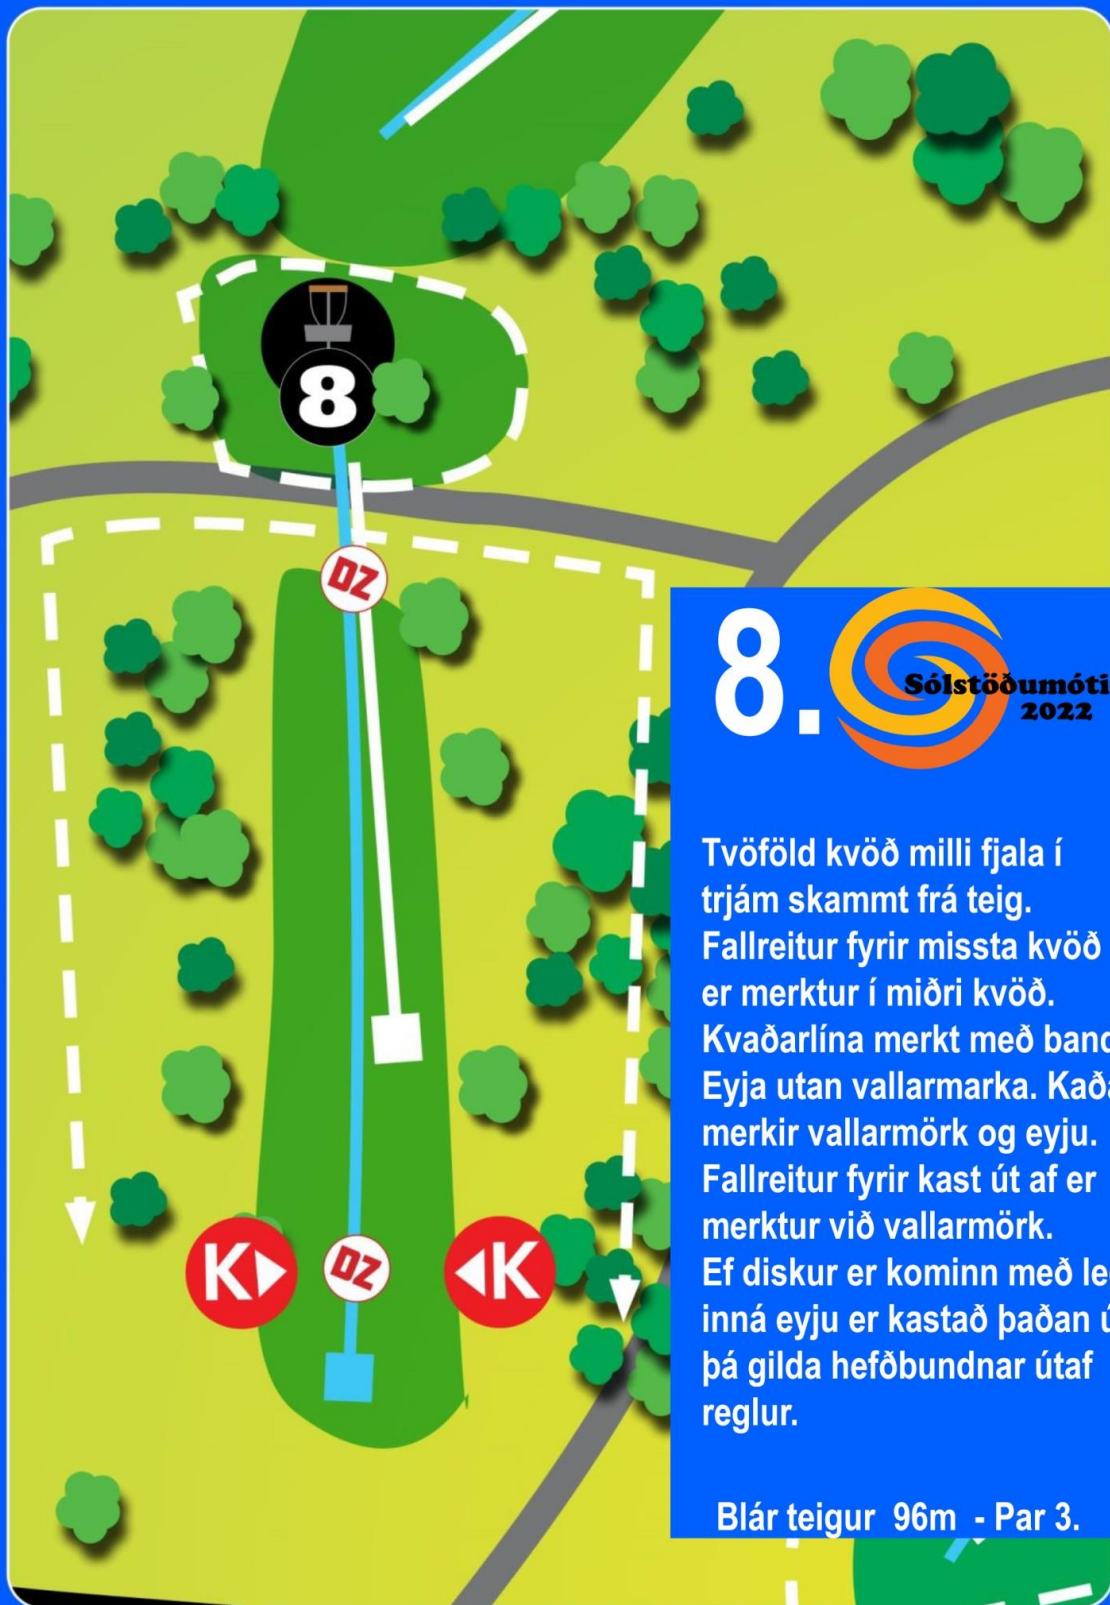 8
DZ
8.
Sólstöðumóti
2022
Tvöföld kvöð milli fjala í
trjám skammt frá teig.
Fallreitur fyrir missta kvöð
er merktur í miðri kvöð.
Kvaðarlína merkt með
Eyja utan vallarmarka.
merkir vallarmörk og eyju.
Fallreitur fyrir kast út af er
merktur við vallarmörk.
Ef diskur er kominn með
inná eyju er kastað þaðan
þá gilda hefðbundnar útaf
reglur.
K
DZ
K
Blár teigur 96m - Par 3.